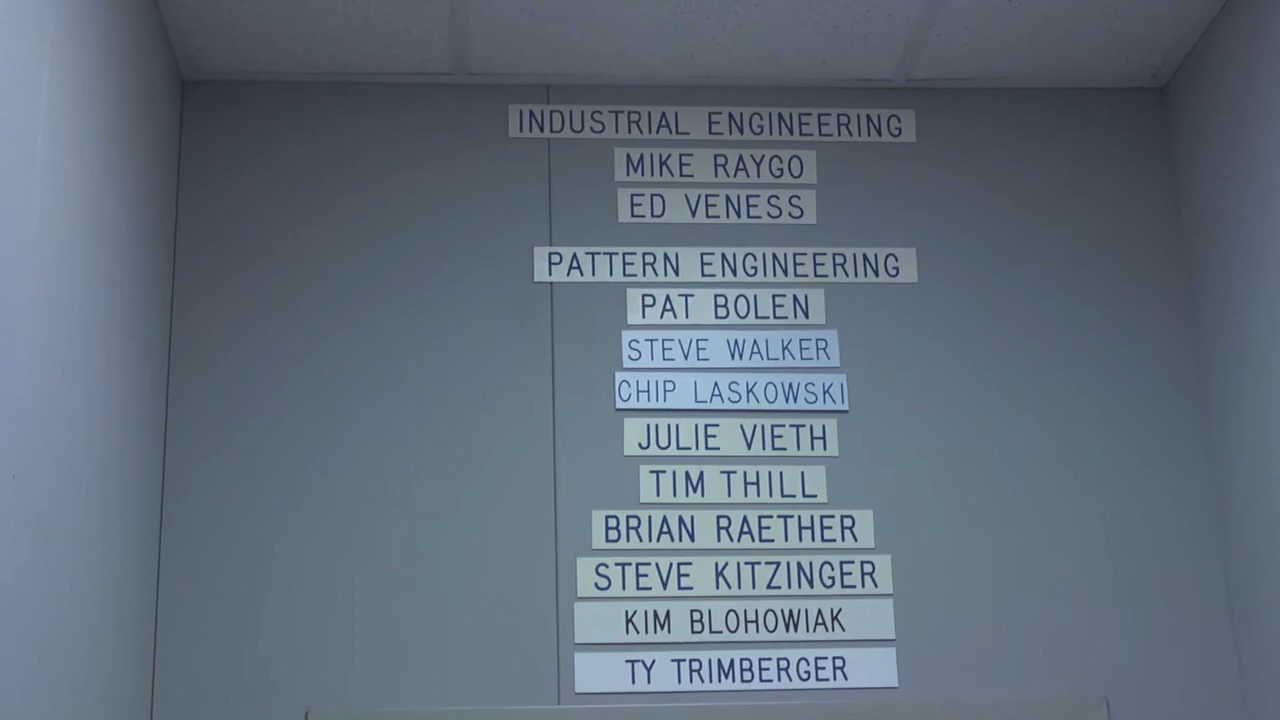 INDUSTRIAL ENGINEERING
MIKE RAYGO
ED VENESS
PATTERN ENGINEERING
PAT BOLEN
STEVE WALKER
CHIP LASKOWSKI
JULIE VIETH
TIM THILL
BRIAN RAETHER
STEVE KITZINGER
KIM BLOHOWIAK
TY TRIMBERGER